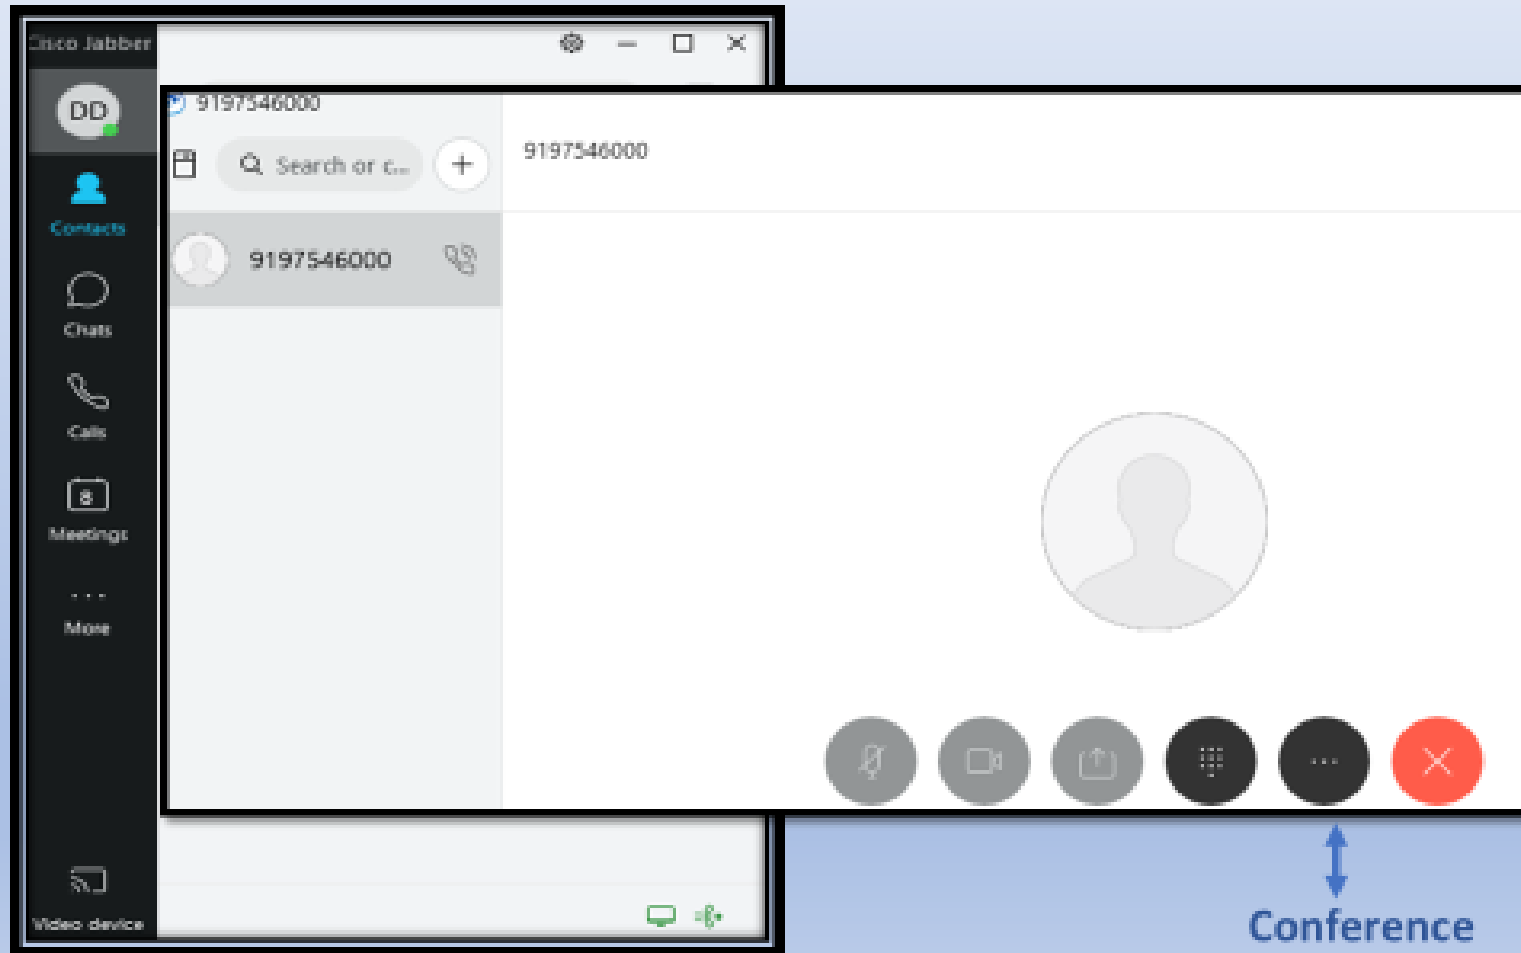 Cisco Jabber
DD
Contacts
Chats
Calls
8
Meetings
More
Video device
9197546000
Search or c...
9197546000
9197546000
Conference